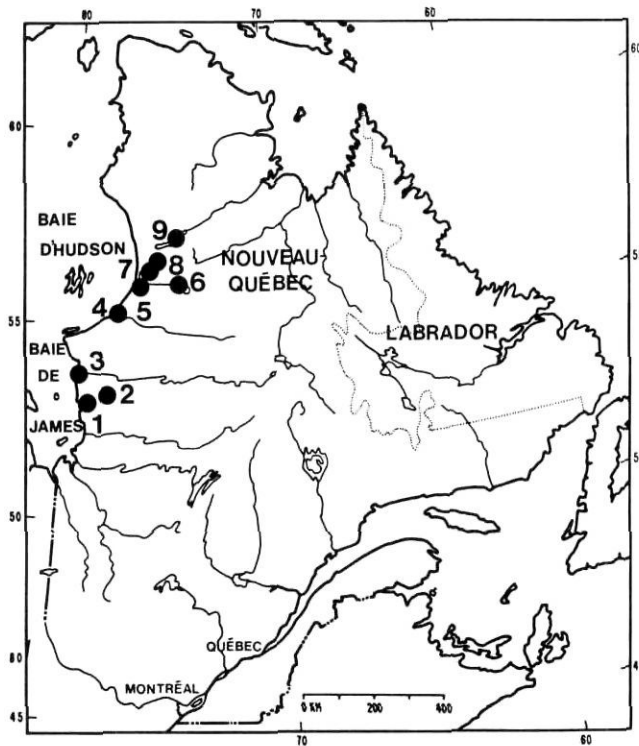 80
70
60
60
60
BAIE
D'HUDSON
9
NOUVEAU-
QUÉBEC
7
8
6
4
5
55
LABRADOR
BAIE
DE
JAMES
3
2
1
50
QUÉBEC
MONTRÉAL
0 KM 200 400
45
70
60